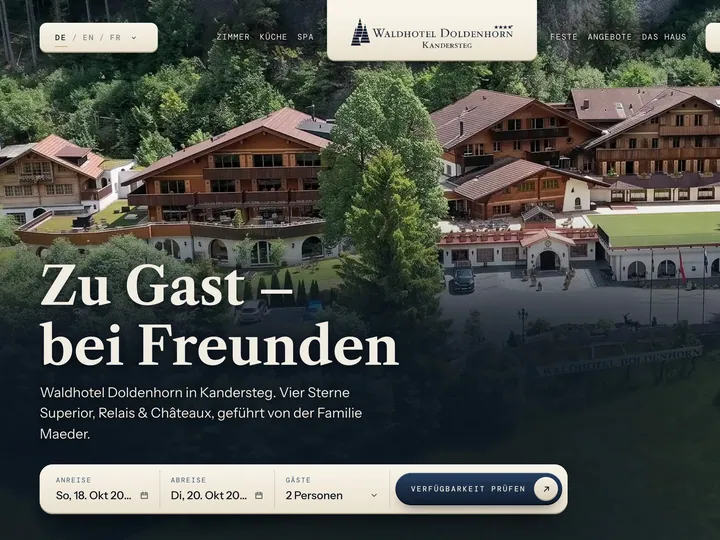 DE / EN / FR
ZIMMER KÜCHE SPA
WALDHOTEL DOLDENHORN
KANDERSTEG
FESTE ANGEBOTE DAS HAUS
Zu Gast –
bei Freunden
Waldhotel Doldenhorn in Kandersteg. Vier Sterne
Superior, Relais & Châteaux, geführt von der Familie
Maeder.
ANREISE
So, 18. Okt 20...
ABREISE
Di, 20. Okt 20...
GÄSTE
2 Personen
VERFÜGBARKEIT PRÜFEN
WALDHOTEL DOLDENHORN